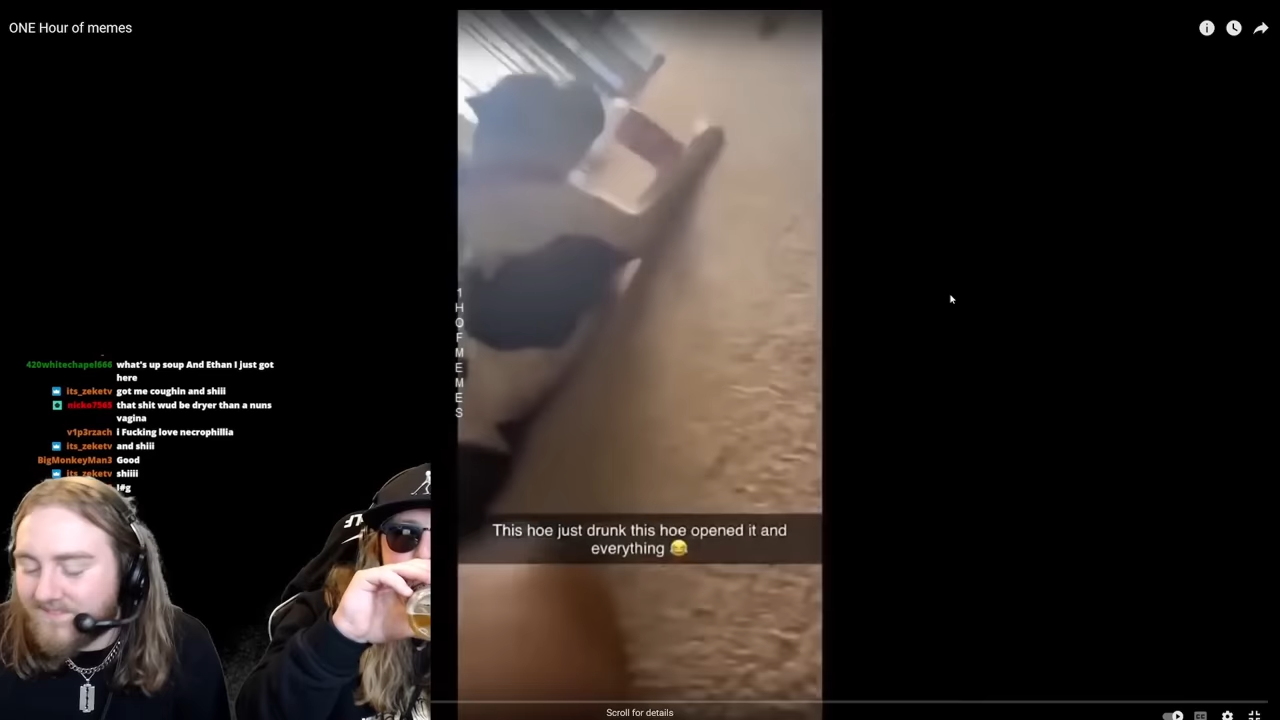 ONE Hour of memes
420whitechapel666 what's up soup And Ethan I just got
here
its_zeketv got me coughin and shiii
nicko7565 that shit wud be dryer than a nuns
vagina
v1p3rzach i Fucking love necrophillia
its_zeketv and shiii
BigMonkeyMan3 Good
its_zeketv shiiii
1
H
O
F
M
E
M
E
S
This hoe just drunk this hoe opened it and
everything 😂
Scroll for details